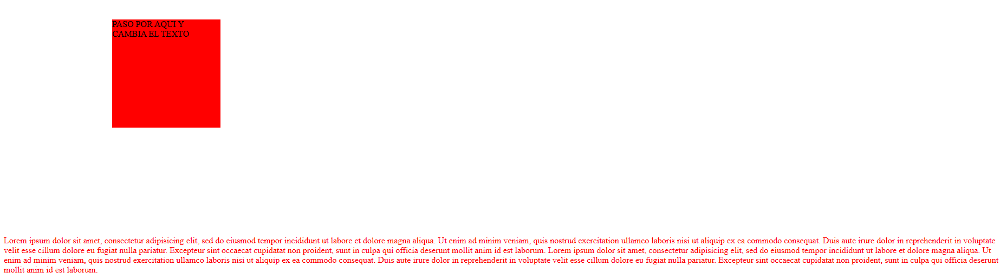 PASO POR AQUI Y
CAMBIA EL TEXTO
Lorem ipsum dolor sit amet, consectetur adipisicing elit, sed do eiusmod tempor incididunt ut labore et dolore magna aliqua. Ut enim ad minim veniam, quis nostrud exercitation ullamco laboris nisi ut aliquip ex ea commodo consequat. Duis aute irure dolor in reprehenderit in voluptate
velit esse cillum dolore eu fugiat nulla pariatur. Excepteur sint occaecat cupidatat non proident, sunt in culpa qui officia deserunt mollit anim id est laborum. Lorem ipsum dolor sit amet, consectetur adipisicing elit, sed do eiusmod tempor incididunt ut labore et dolore magna aliqua. Ut
enim ad minim veniam, quis nostrud exercitation ullamco laboris nisi ut aliquip ex ea commodo consequat. Duis aute irure dolor in reprehenderit in voluptate velit esse cillum dolore eu fugiat nulla pariatur. Excepteur sint occaecat cupidatat non proident, sunt in culpa qui officia deserunt
mollit anim id est laborum.